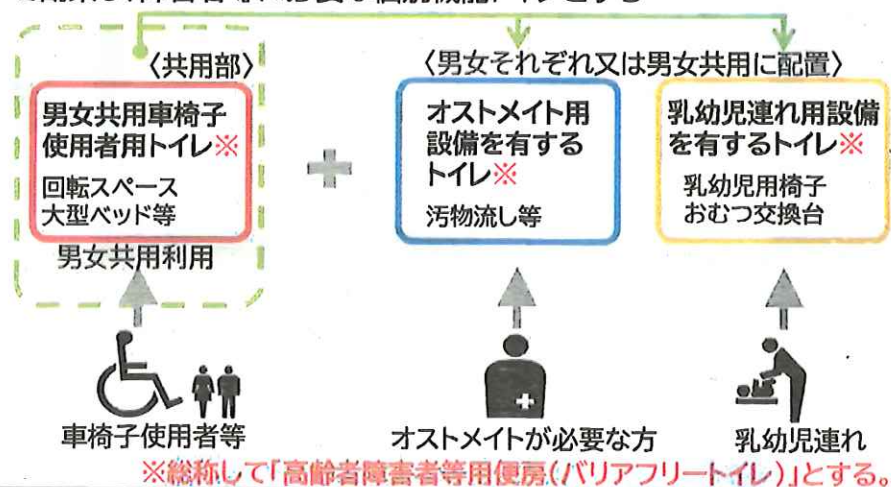 〈共用部〉
〈男女それぞれ又は男女共用に配置〉
男女共用車椅子
使用者用トイレ※
回転スペース
大型ベッド等
男女共用利用
オストメイト用
設備を有する
トイレ※
汚物流し等
乳幼児連れ用設備
を有するトイレ※
乳幼児用椅子
おむつ交換台
車椅子使用者等
オストメイトが必要な方
乳幼児連れ
※総称して「高齢者障害者等用便房(バリアフリートイレ)」とする。